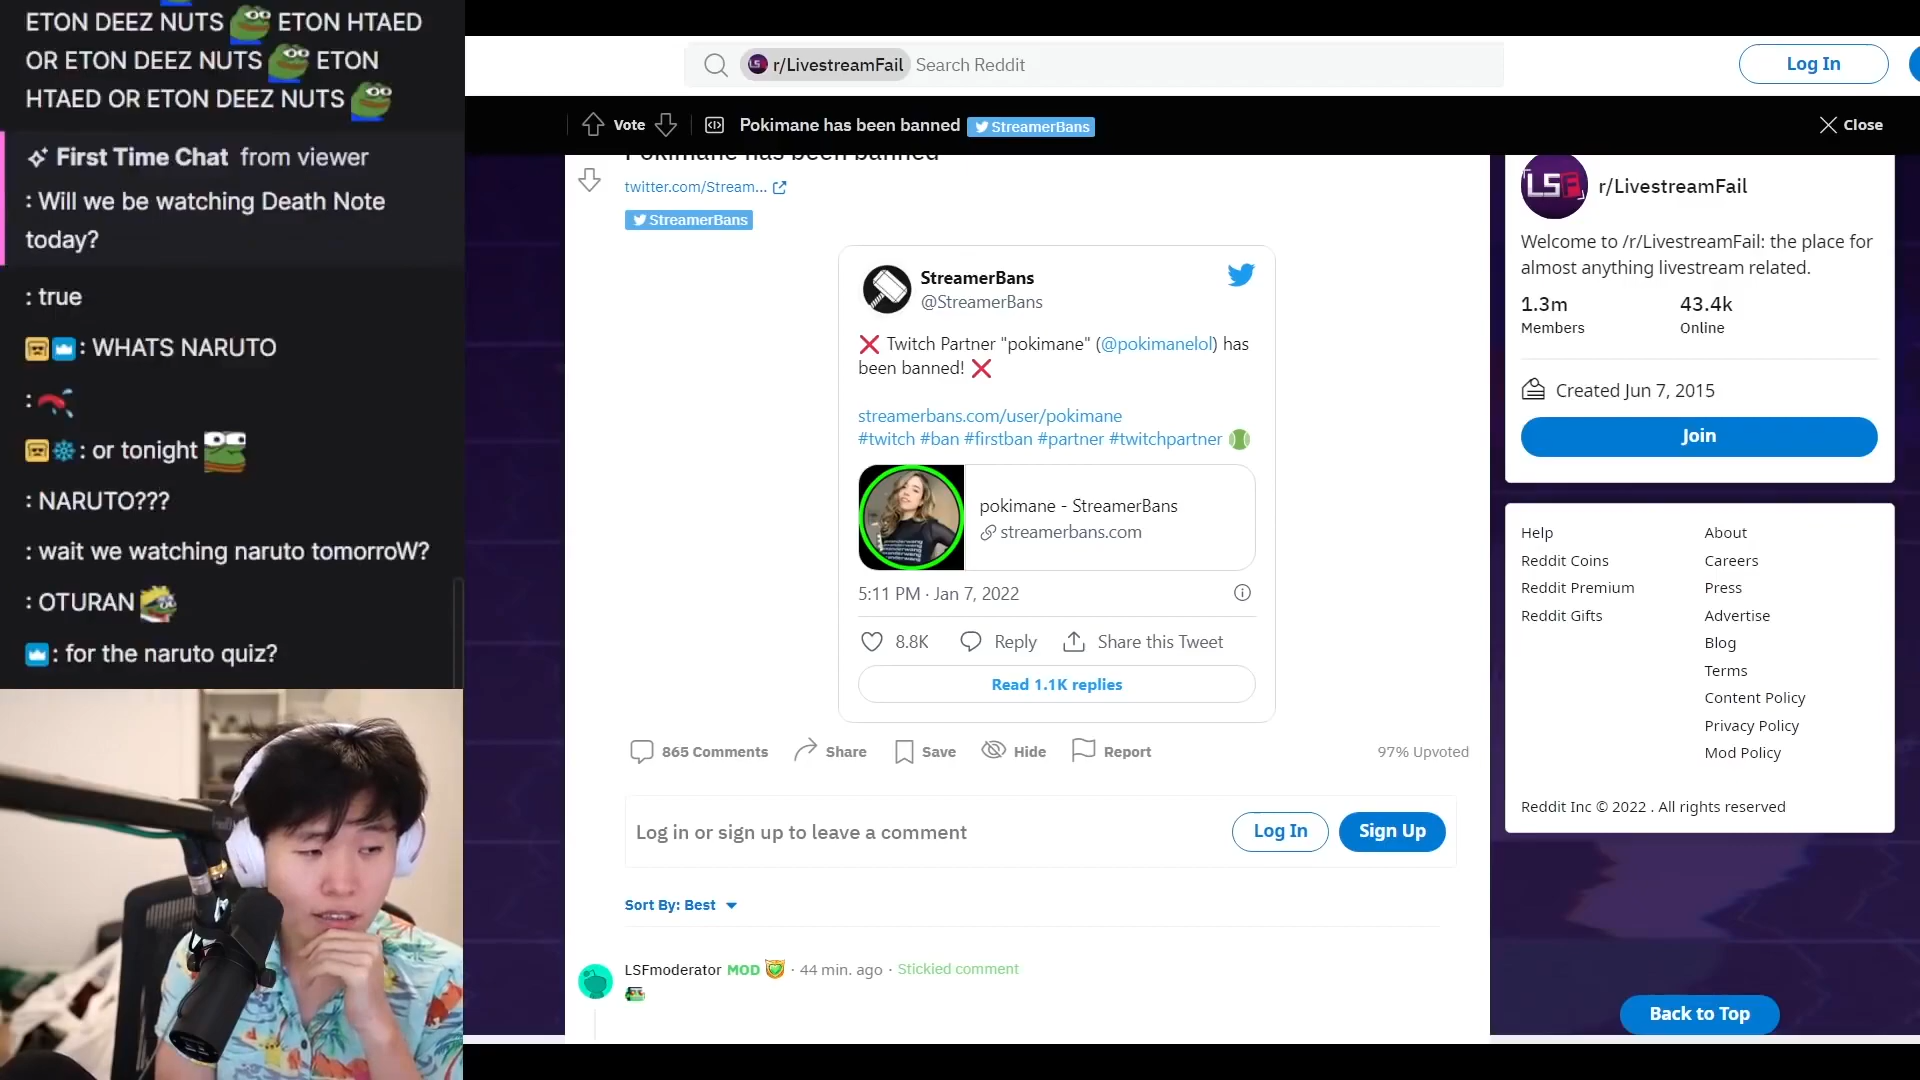 ETON DEEZ NUTS ETON HTAED
OR ETON DEEZ NUTS ETON
HTAED OR ETON DEEZ NUTS
First Time Chat from viewer
: Will we be watching Death Note
today?
: true
: WHATS NARUTO
:
: or tonight
: NARUTO???
: wait we watching naruto tomorroW?
: OTURAN
: for the naruto quiz?
r/LivestreamFail Search Reddit
Log In
Vote
Pokimane has been banned
StreamerBans
Close
Pokimane has been banned
twitter.com/Stream...
StreamerBans
StreamerBans
@StreamerBans
❌ Twitch Partner "pokimane" (@pokimanelol) has
been banned! ❌
streamerbans.com/user/pokimane
#twitch #ban #firstban #partner #twitchpartner
pokimane - StreamerBans
streamerbans.com
5:11 PM · Jan 7, 2022
8.8K Reply Share this Tweet
Read 1.1K replies
865 Comments Share Save Hide Report 97% Upvoted
Log in or sign up to leave a comment
Log In Sign Up
Sort By: Best
LSFmoderator MOD · 44 min. ago · Stickied comment
LSF
r/LivestreamFail
Welcome to /r/LivestreamFail: the place for
almost anything livestream related.
1.3m 43.4k
Members Online
Created Jun 7, 2015
Join
Help About
Reddit Coins Careers
Reddit Premium Press
Reddit Gifts Advertise
Blog
Terms
Content Policy
Privacy Policy
Mod Policy
Reddit Inc © 2022 . All rights reserved
Back to Top